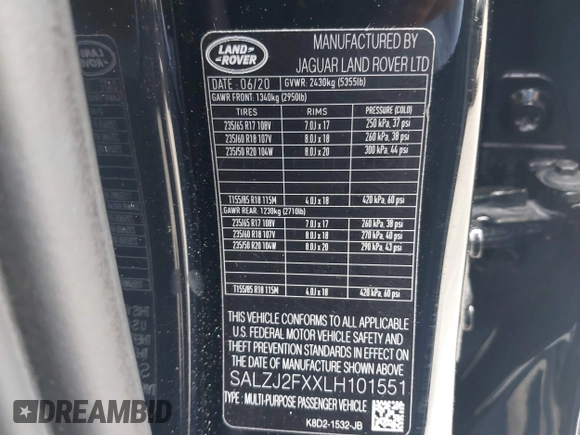 LAND-
ROVER
MANUFACTURED BY
JAGUAR LAND ROVER LTD
DATE : 06/20 GVWR: 2430kg (5355lb)
GAWR FRONT: 1340kg (2950lb)
TIRES RIMS PRESSURE (COLD)
235/65 R17 108V 7.0J x 17 250 kPa, 37 psi
235/60 R18 107V 8.0J x 18 260 kPa, 38 psi
235/50 R20 104W 8.0J x 20 300 kPa, 44 psi
T155/85 R18 115M 4.0J x 18 420 kPa, 60 psi
GAWR REAR: 1230kg (2710lb)
235/65 R17 108V 7.0J x 17 260 kPa, 38 psi
235/60 R18 107V 8.0J x 18 270 kPa, 40 psi
235/50 R20 104W 8.0J x 20 290 kPa, 43 psi
T155/85 R18 115M 4.0J x 18 420 kPa, 60 psi
THIS VEHICLE CONFORMS TO ALL APPLICABLE
U.S. FEDERAL MOTOR VEHICLE SAFETY AND
THEFT PREVENTION STANDARDS IN EFFECT ON
THE DATE OF MANUFACTURE SHOWN ABOVE
SALZJ2FXXLH101551
TYPE : MULTI-PURPOSE PASSENGER VEHICLE
K8D2-1532-JB
AUTOBIDMASTER